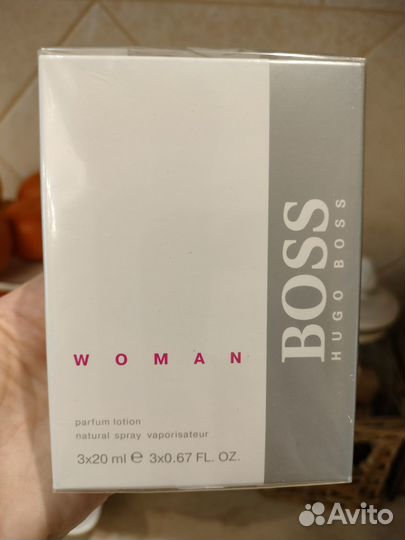 BOSS
HUGO BOSS
WOMAN
parfum lotion
natural spray vaporisateur
3x20 ml ℮ 3x0.67 FL. OZ.
Avito